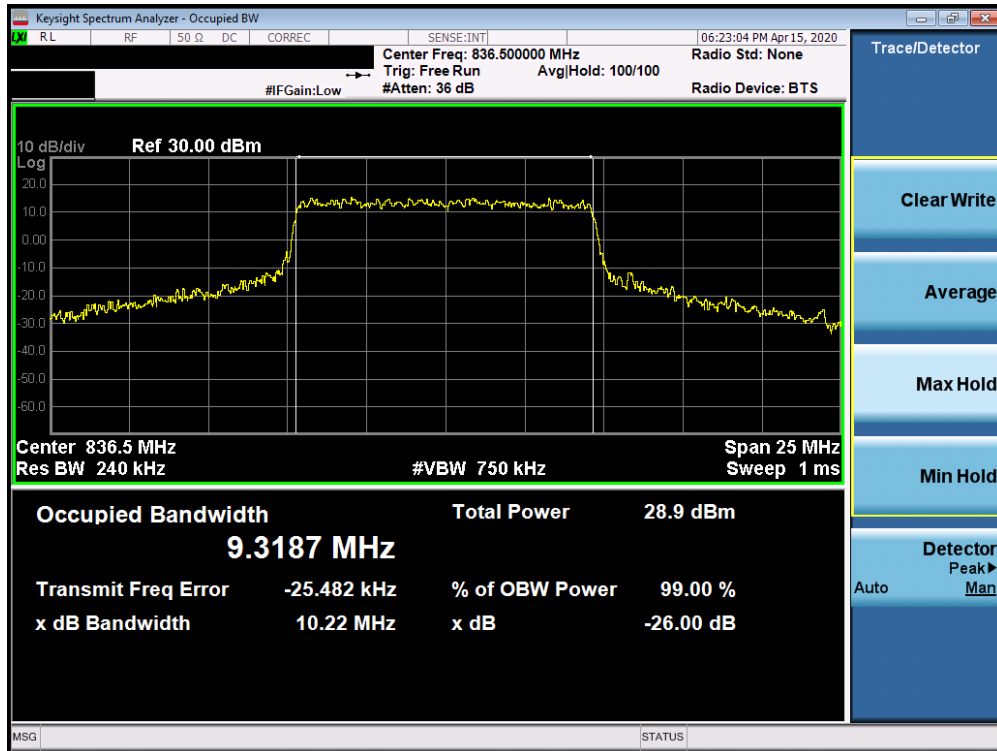 Keysight Spectrum Analyzer - Occupied BW
LXI RL RF 50 Ω DC CORREC SENSE:INT 06:23:04 PM Apr 15, 2020
Center Freq: 836.500000 MHz Radio Std: None
Trig: Free Run Avg|Hold: 100/100
#IFGain:Low #Atten: 36 dB Radio Device: BTS
Trace/Detector
10 dB/div Ref 30.00 dBm
Log
20.0
10.0
0.00
-10.0
-20.0
-30.0
-40.0
-50.0
-60.0
Center 836.5 MHz Span 25 MHz
Res BW 240 kHz #VBW 750 kHz Sweep 1 ms
Occupied Bandwidth Total Power 28.9 dBm
9.3187 MHz
Transmit Freq Error -25.482 kHz % of OBW Power 99.00 %
x dB Bandwidth 10.22 MHz x dB -26.00 dB
Clear Write
Average
Max Hold
Min Hold
Detector
Peak▶
Auto Man
MSG STATUS